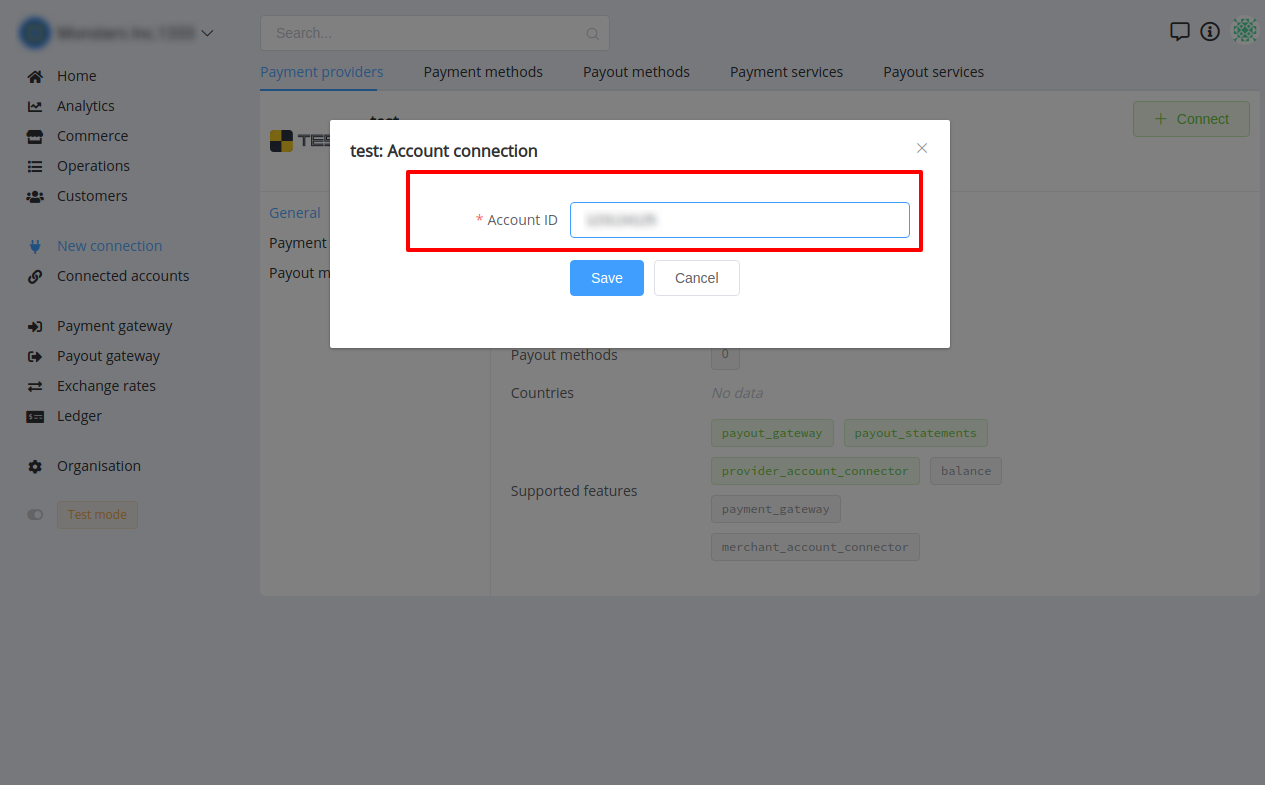 Search...
Home
Analytics
Commerce
Operations
Customers
New connection
Connected accounts
Payment gateway
Payout gateway
Exchange rates
Ledger
Organisation
Test mode
Payment providers Payment methods Payout methods Payment services Payout services
test
TES
+ Connect
General
Payment
Payout m
test: Account connection
* Account ID
Save Cancel
Payout methods 0
Countries No data
Supported features
payout_gateway payout_statements
provider_account_connector balance
payment_gateway
merchant_account_connector